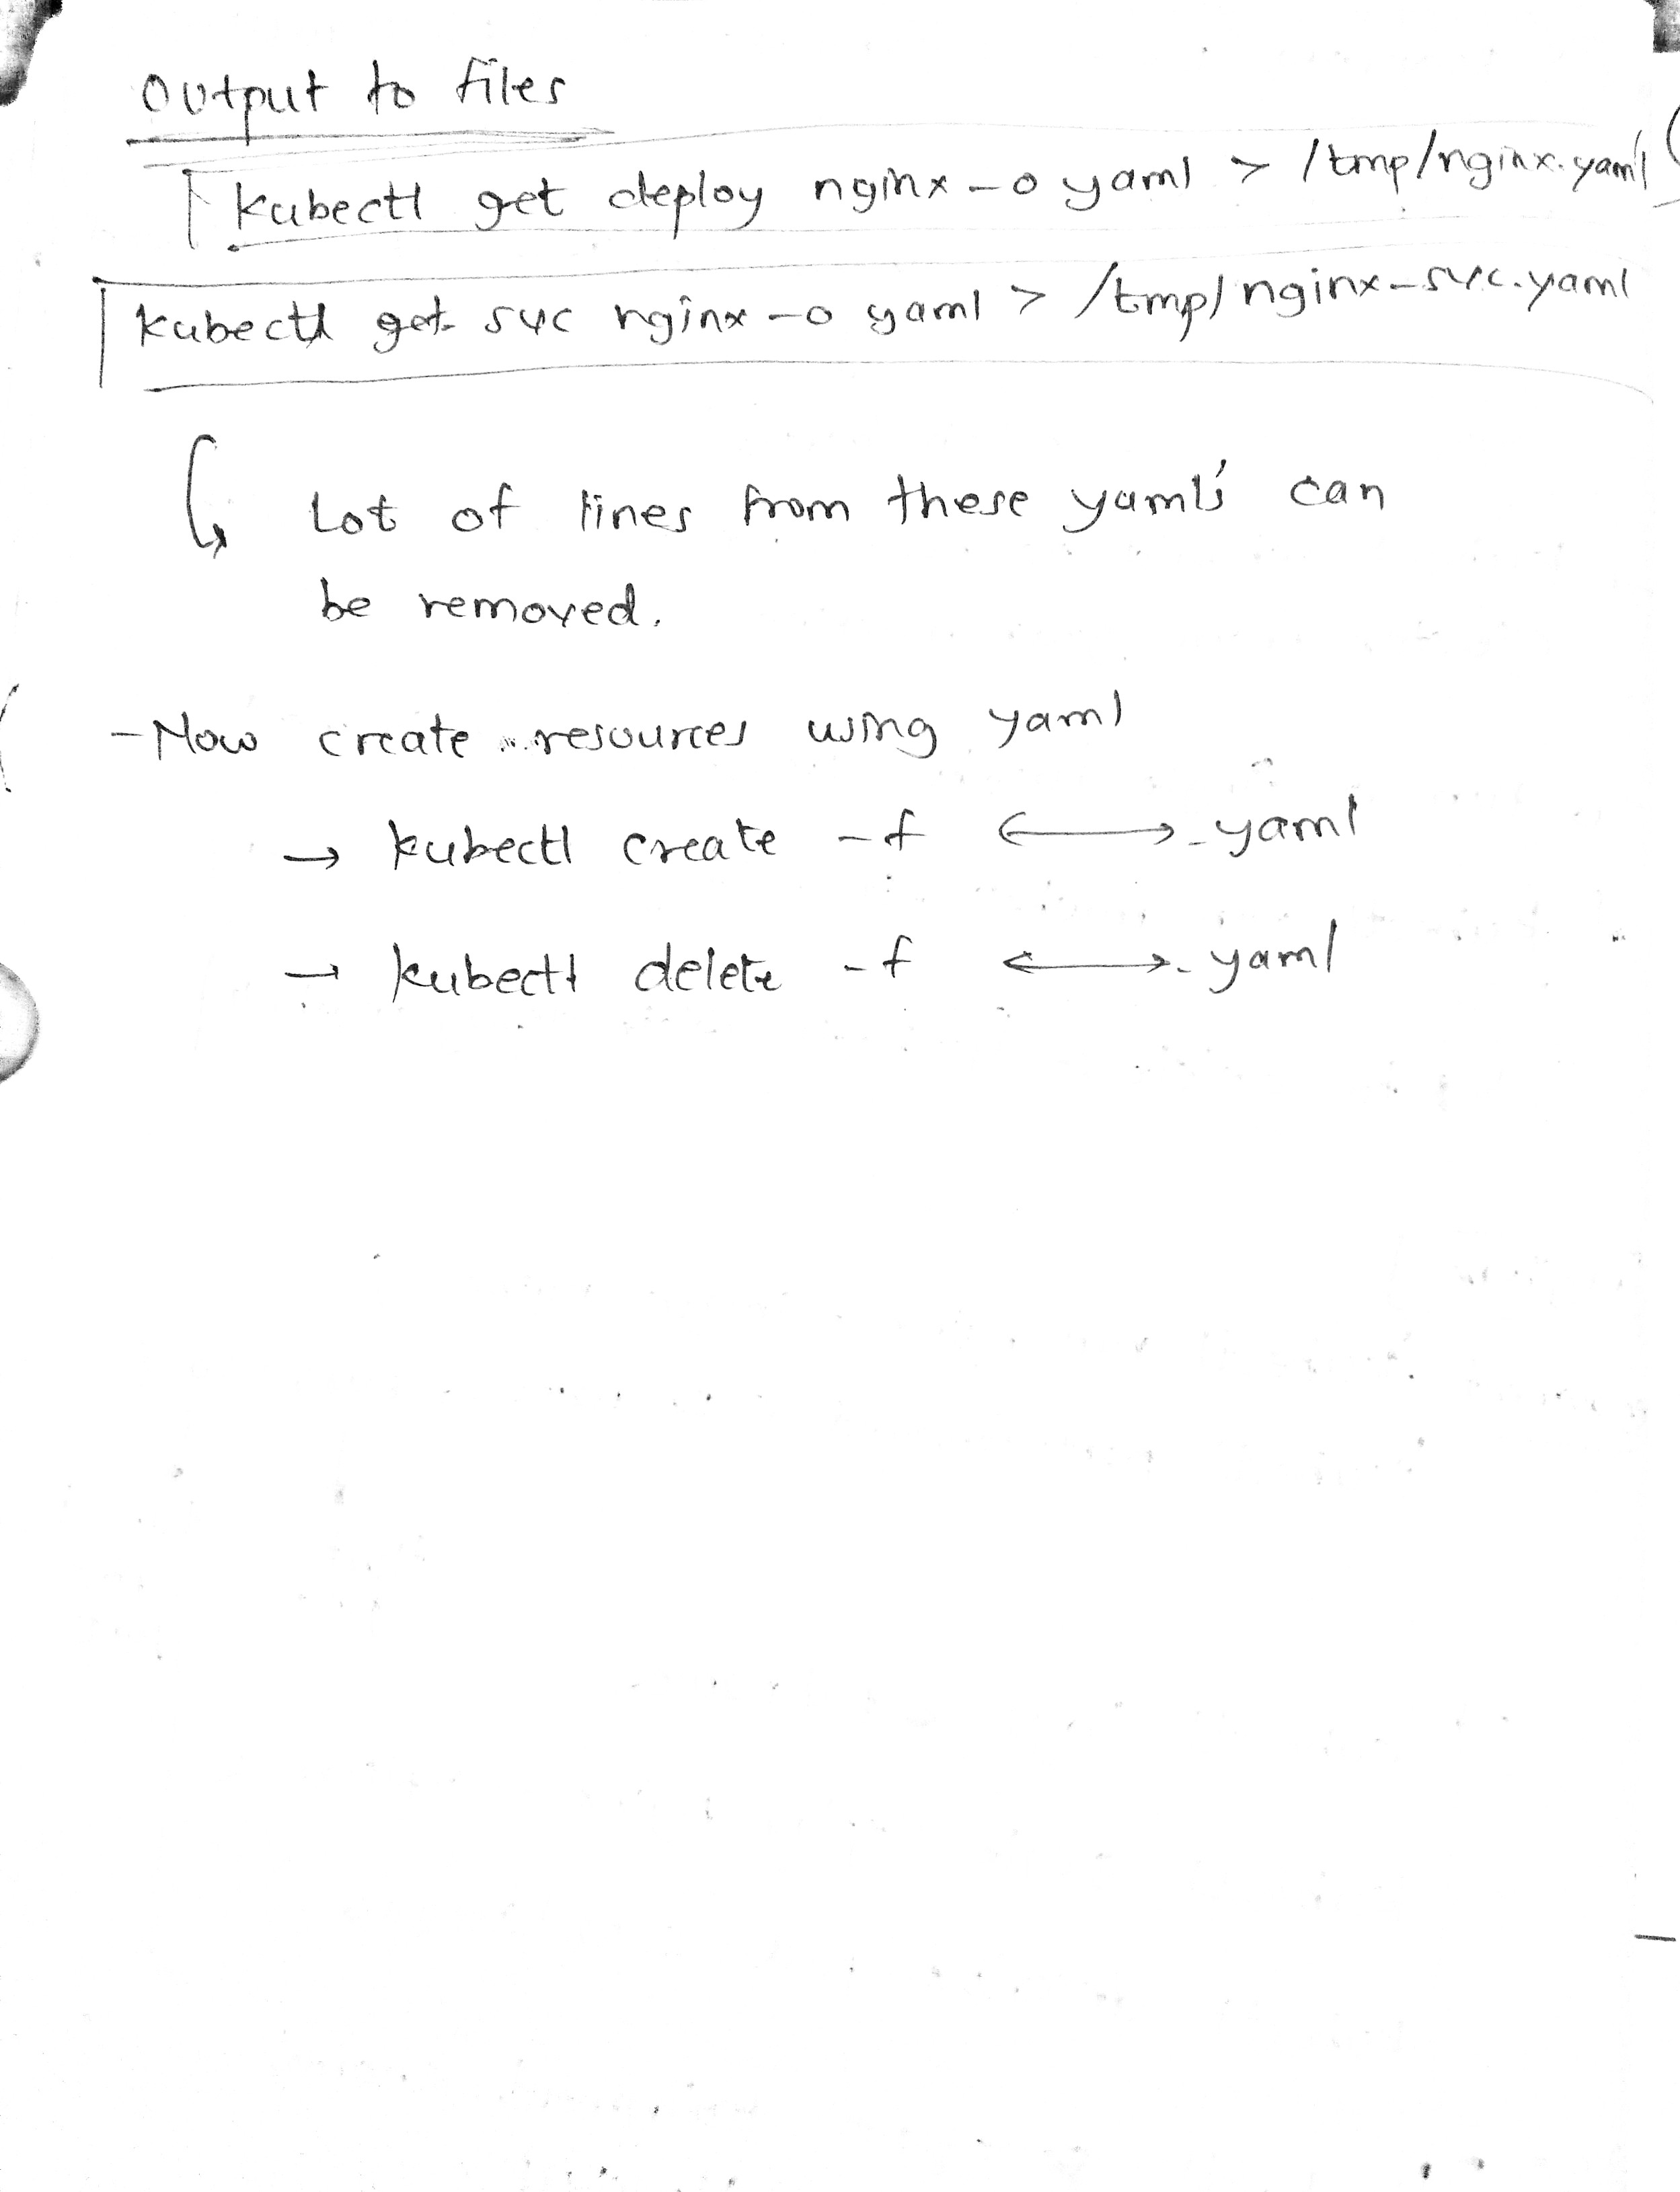 Output to files
kubectl get deploy nginx -o yaml > /tmp/nginx.yaml
kubectl get svc nginx -o yaml > /tmp/nginx-svc.yaml
Lot of lines from these yaml's can
be removed.
- Now create resources using yaml
→ kubectl create -f <——>.yaml
→ kubectl delete -f <——>.yaml